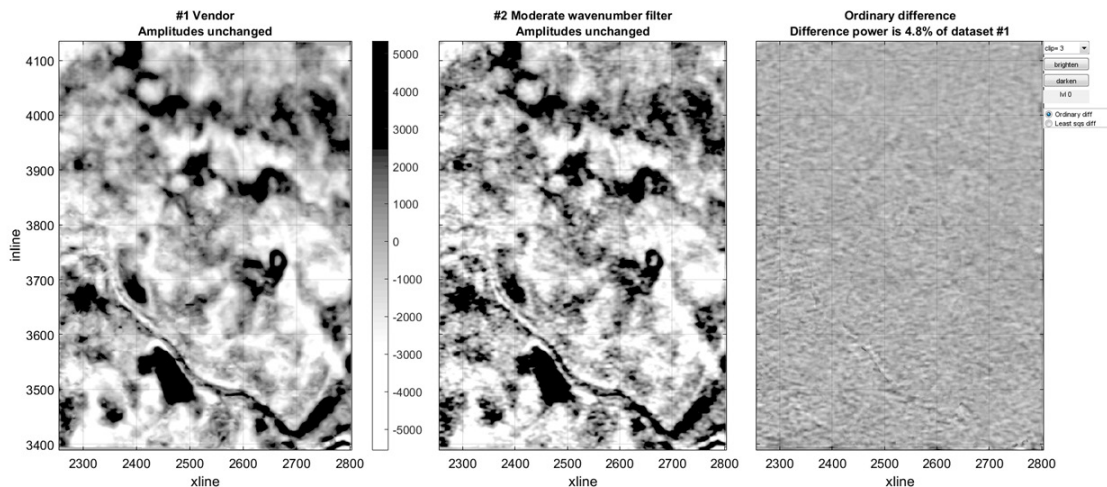 #1 Vendor
Amplitudes unchanged
#2 Moderate wavenumber filter
Amplitudes unchanged
Ordinary difference
Difference power is 4.8% of dataset #1
4100
4000
3900
3800
3700
3600
3500
3400
inline
2300 2400 2500 2600 2700 2800
xline
5000
4000
3000
2000
1000
0
-1000
-2000
-3000
-4000
-5000
2300 2400 2500 2600 2700 2800
xline
2300 2400 2500 2600 2700 2800
xline
clip= 3
brighten
darken
lvl 0
Ordinary diff
Least sqs diff